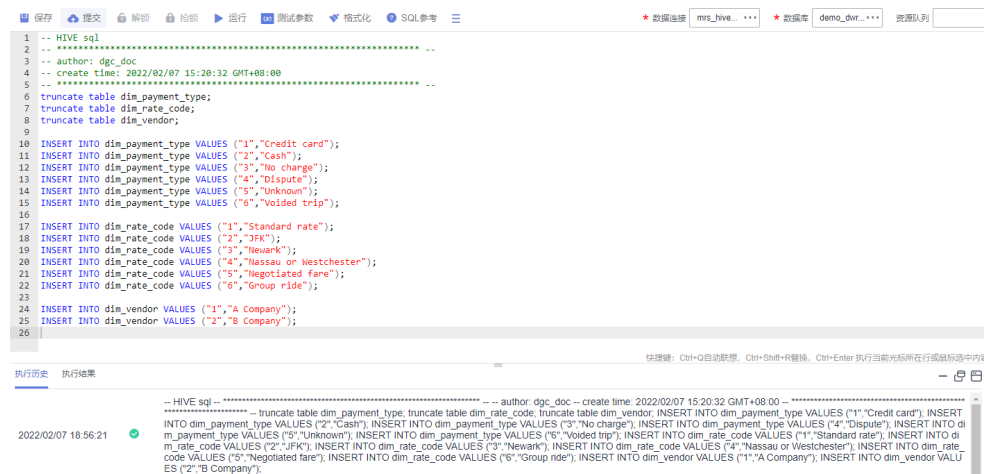 保存 提交 解锁 抢锁 运行 测试参数 格式化 SQL参考 * 数据连接 mrs_hive... ··· * 数据库 demo_dwr... ··· 资源队列
1 -- HIVE sql
2 -- ******************************************************************** --
3 -- author: dgc_doc
4 -- create time: 2022/02/07 15:20:32 GMT+08:00
5 -- ******************************************************************** --
6 truncate table dim_payment_type;
7 truncate table dim_rate_code;
8 truncate table dim_vendor;
9
10 INSERT INTO dim_payment_type VALUES ("1","Credit card");
11 INSERT INTO dim_payment_type VALUES ("2","Cash");
12 INSERT INTO dim_payment_type VALUES ("3","No charge");
13 INSERT INTO dim_payment_type VALUES ("4","Dispute");
14 INSERT INTO dim_payment_type VALUES ("5","Unknown");
15 INSERT INTO dim_payment_type VALUES ("6","Voided trip");
16
17 INSERT INTO dim_rate_code VALUES ("1","Standard rate");
18 INSERT INTO dim_rate_code VALUES ("2","JFK");
19 INSERT INTO dim_rate_code VALUES ("3","Newark");
20 INSERT INTO dim_rate_code VALUES ("4","Nassau or Westchester");
21 INSERT INTO dim_rate_code VALUES ("5","Negotiated fare");
22 INSERT INTO dim_rate_code VALUES ("6","Group ride");
23
24 INSERT INTO dim_vendor VALUES ("1","A Company");
25 INSERT INTO dim_vendor VALUES ("2","B Company");
26
快捷键：Ctrl+Q自动联想，Ctrl+Shift+R替换，Ctrl+Enter 执行当前光标所在行或鼠标选中内容
执行历史 执行结果
-- HIVE sql -- ******************************************************************** -- -- author: dgc_doc -- create time: 2022/02/07 15:20:32 GMT+08:00 -- **********************************************
********************** -- truncate table dim_payment_type; truncate table dim_rate_code; truncate table dim_vendor; INSERT INTO dim_payment_type VALUES ("1","Credit card"); INSERT
INTO dim_payment_type VALUES ("2","Cash"); INSERT INTO dim_payment_type VALUES ("3","No charge"); INSERT INTO dim_payment_type VALUES ("4","Dispute"); INSERT INTO di
2022/02/07 18:56:21 m_payment_type VALUES ("5","Unknown"); INSERT INTO dim_payment_type VALUES ("6","Voided trip"); INSERT INTO dim_rate_code VALUES ("1","Standard rate"); INSERT INTO di
m_rate_code VALUES ("2","JFK"); INSERT INTO dim_rate_code VALUES ("3","Newark"); INSERT INTO dim_rate_code VALUES ("4","Nassau or Westchester"); INSERT INTO dim_rate_
code VALUES ("5","Negotiated fare"); INSERT INTO dim_rate_code VALUES ("6","Group ride"); INSERT INTO dim_vendor VALUES ("1","A Company"); INSERT INTO dim_vendor VALU
ES ("2","B Company");